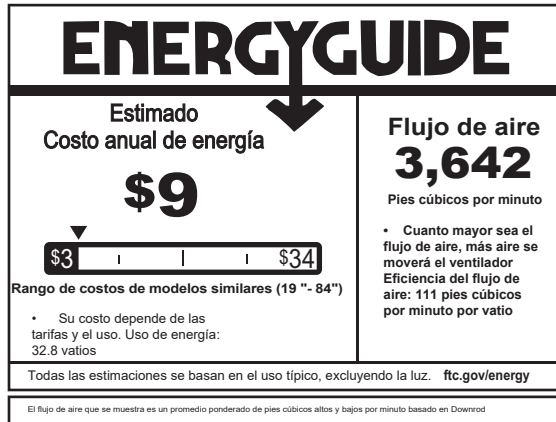 ENERGYGUIDE
Estimado
Costo anual de energía
$9
$3
$34
Rango de costos de modelos similares (19 "- 84")
• Su costo depende de las
tarifas y el uso. Uso de energía:
32.8 vatios
Flujo de aire
3,642
Pies cúbicos por minuto
• Cuanto mayor sea el
flujo de aire, más aire se
moverá el ventilador
Eficiencia del flujo de
aire: 111 pies cúbicos
por minuto por vatio
Todas las estimaciones se basan en el uso típico, excluyendo la luz. ftc.gov/energy
El flujo de aire que se muestra es un promedio ponderado de pies cúbicos altos y bajos por minuto basado en Downrod